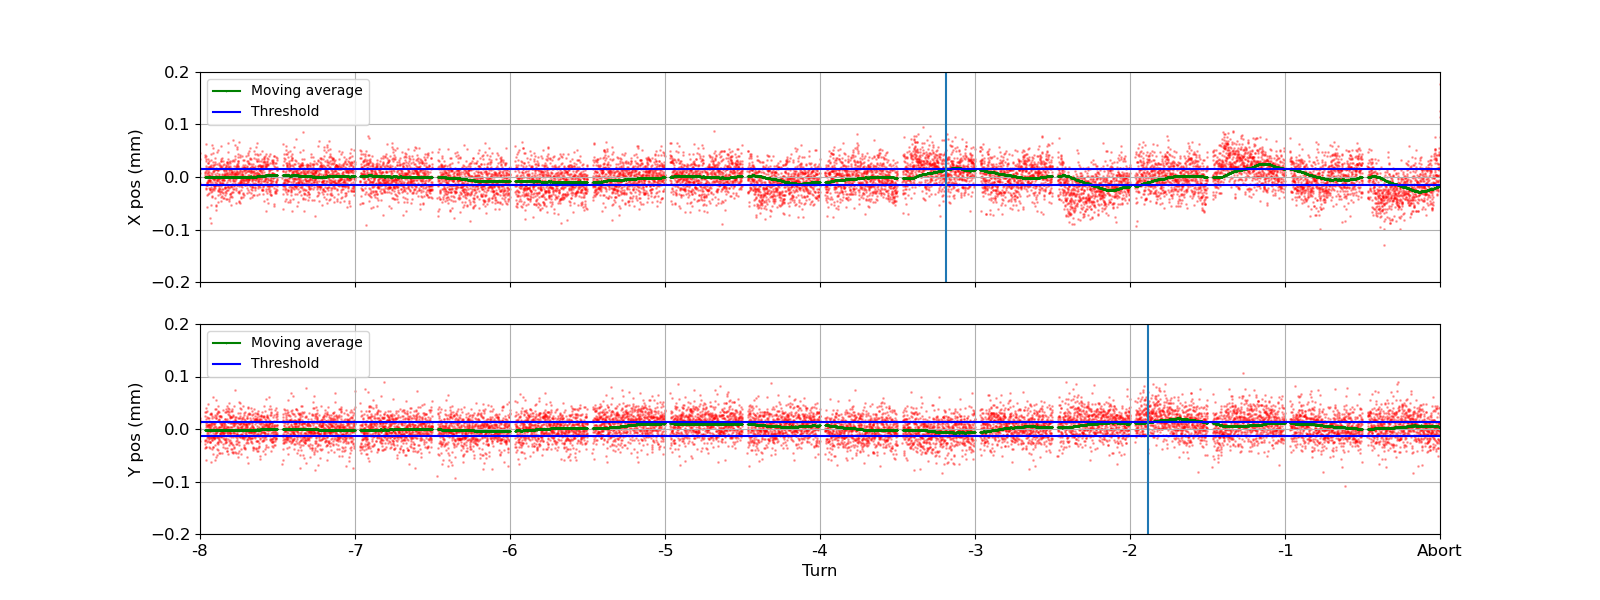 0.2
0.1
0.0
−0.1
−0.2
X pos (mm)
Moving average
Threshold
0.2
0.1
0.0
−0.1
−0.2
Y pos (mm)
Moving average
Threshold
-8 -7 -6 -5 -4 -3 -2 -1 Abort
Turn